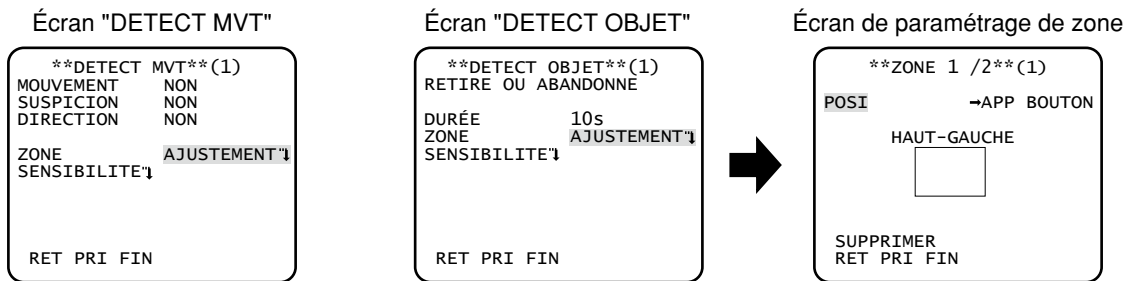 Écran "DETECT MVT"
**DETECT MVT**(1)
MOUVEMENT NON
SUSPICION NON
DIRECTION NON
ZONE AJUSTEMENT
SENSIBILITE
RET PRI FIN
Écran "DETECT OBJET"
**DETECT OBJET**(1)
RETIRE OU ABANDONNE
DURÉE 10s
ZONE AJUSTEMENT
SENSIBILITE
RET PRI FIN
Écran de paramétrage de zone
**ZONE 1 /2**(1)
POSI →APP BOUTON
HAUT-GAUCHE
SUPPRIMER
RET PRI FIN